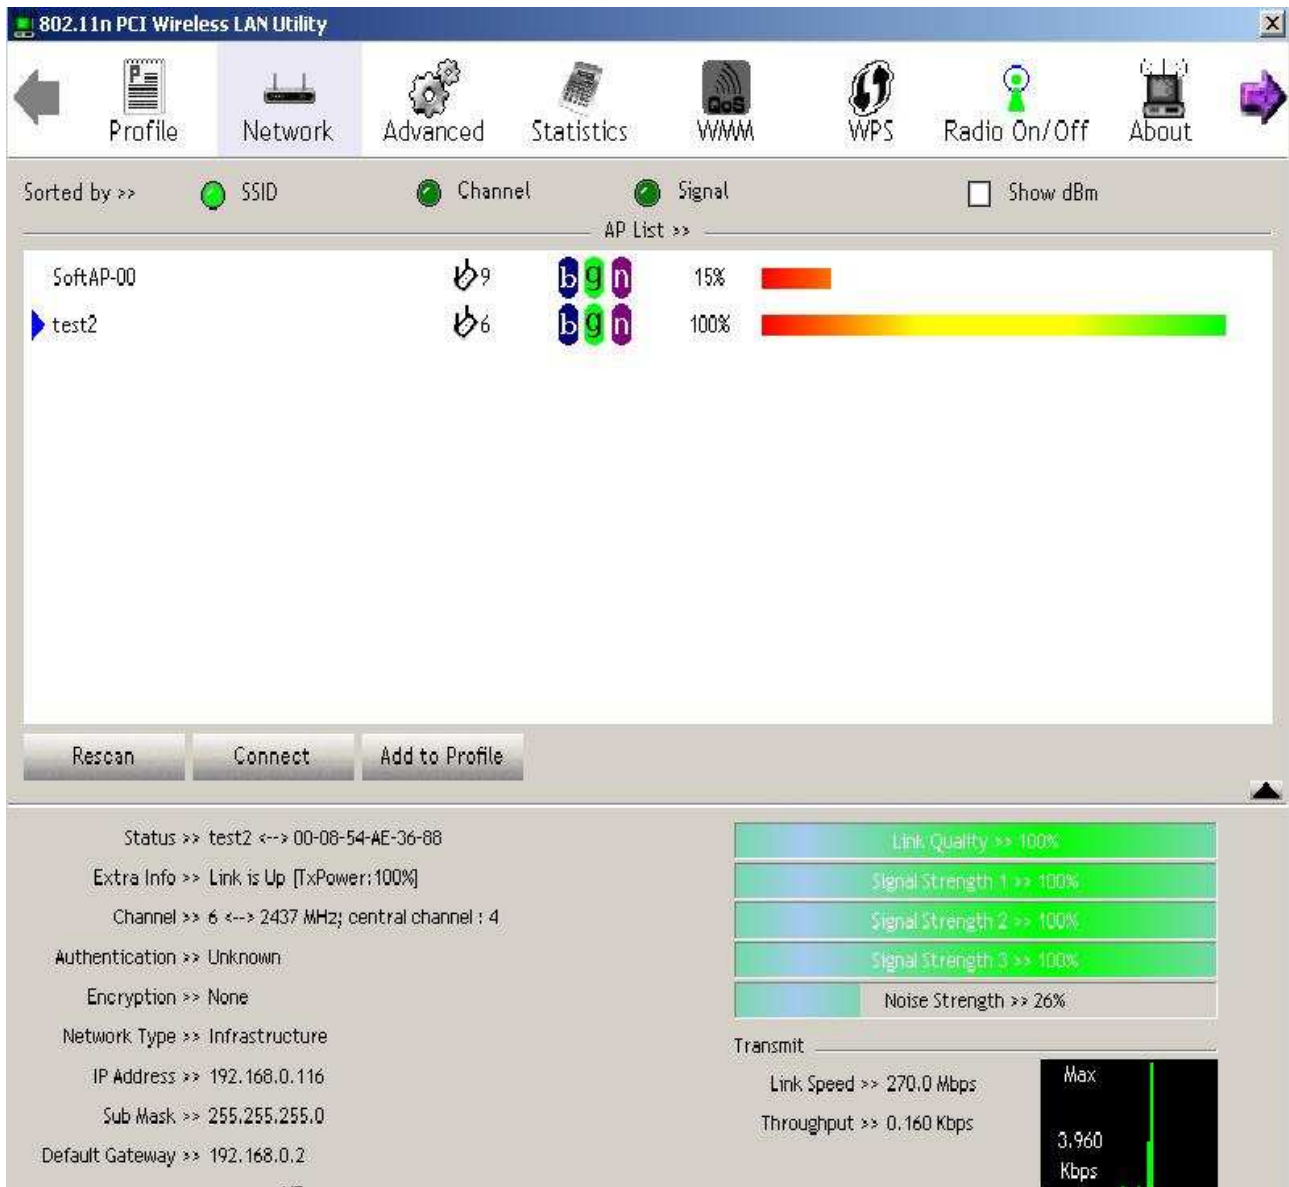 802.11n PCI Wireless LAN Utility
Profile Network Advanced Statistics QoS WMM WPS Radio On/Off About
Sorted by >> SSID Channel Signal Show dBm
AP List >>
SoftAP-00 9 b g n 15%
test2 6 b g n 100%
Rescan Connect Add to Profile
Status >> test2 <--> 00-08-54-AE-36-88
Extra Info >> Link is Up [TxPower:100%]
Channel >> 6 <--> 2437 MHz; central channel : 4
Authentication >> Unknown
Encryption >> None
Network Type >> Infrastructure
IP Address >> 192.168.0.116
Sub Mask >> 255.255.255.0
Default Gateway >> 192.168.0.2
Link Quality >> 100%
Signal Strength 1 >> 100%
Signal Strength 2 >> 100%
Signal Strength 3 >> 100%
Noise Strength >> 26%
Transmit
Link Speed >> 270.0 Mbps
Throughput >> 0.160 Kbps
Max
3.960
Kbps